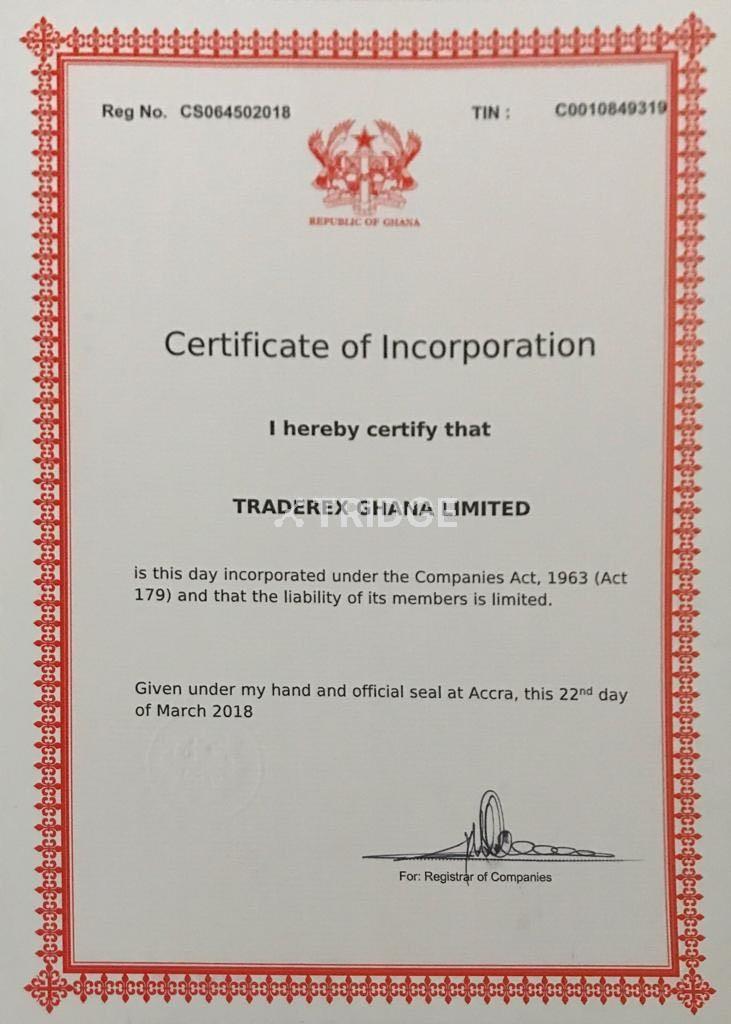 Reg No. CS064502018 TIN : C0010849319
REPUBLIC OF GHANA
Certificate of Incorporation
I hereby certify that
TRADEREX GHANA LIMITED
TRIDGE
is this day incorporated under the Companies Act, 1963 (Act
179) and that the liability of its members is limited.
Given under my hand and official seal at Accra, this 22nd day
of March 2018
For: Registrar of Companies